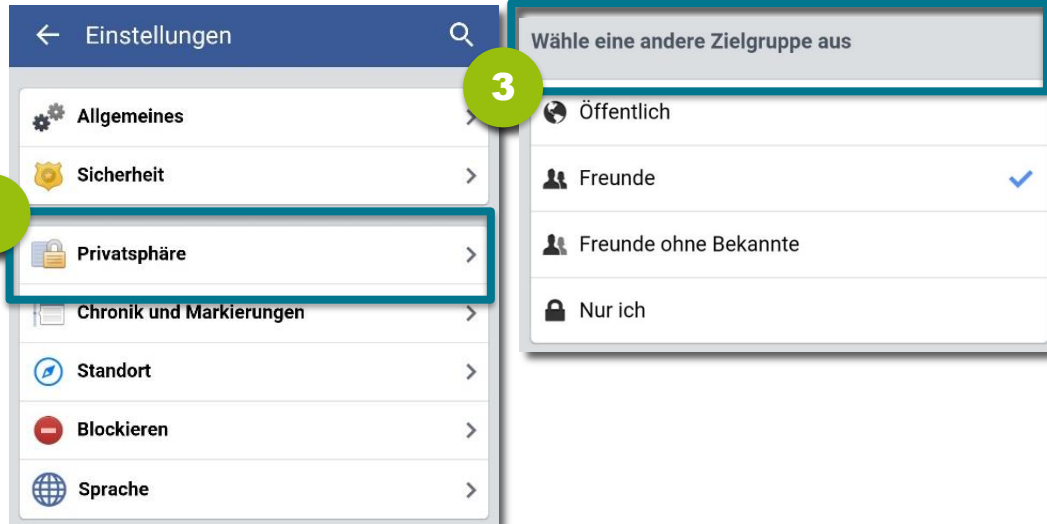 Einstellungen
Allgemeines
Sicherheit
Privatsphäre
Chronik und Markierungen
Standort
Blockieren
Sprache
3
Wähle eine andere Zielgruppe aus
Öffentlich
Freunde
Freunde ohne Bekannte
Nur ich